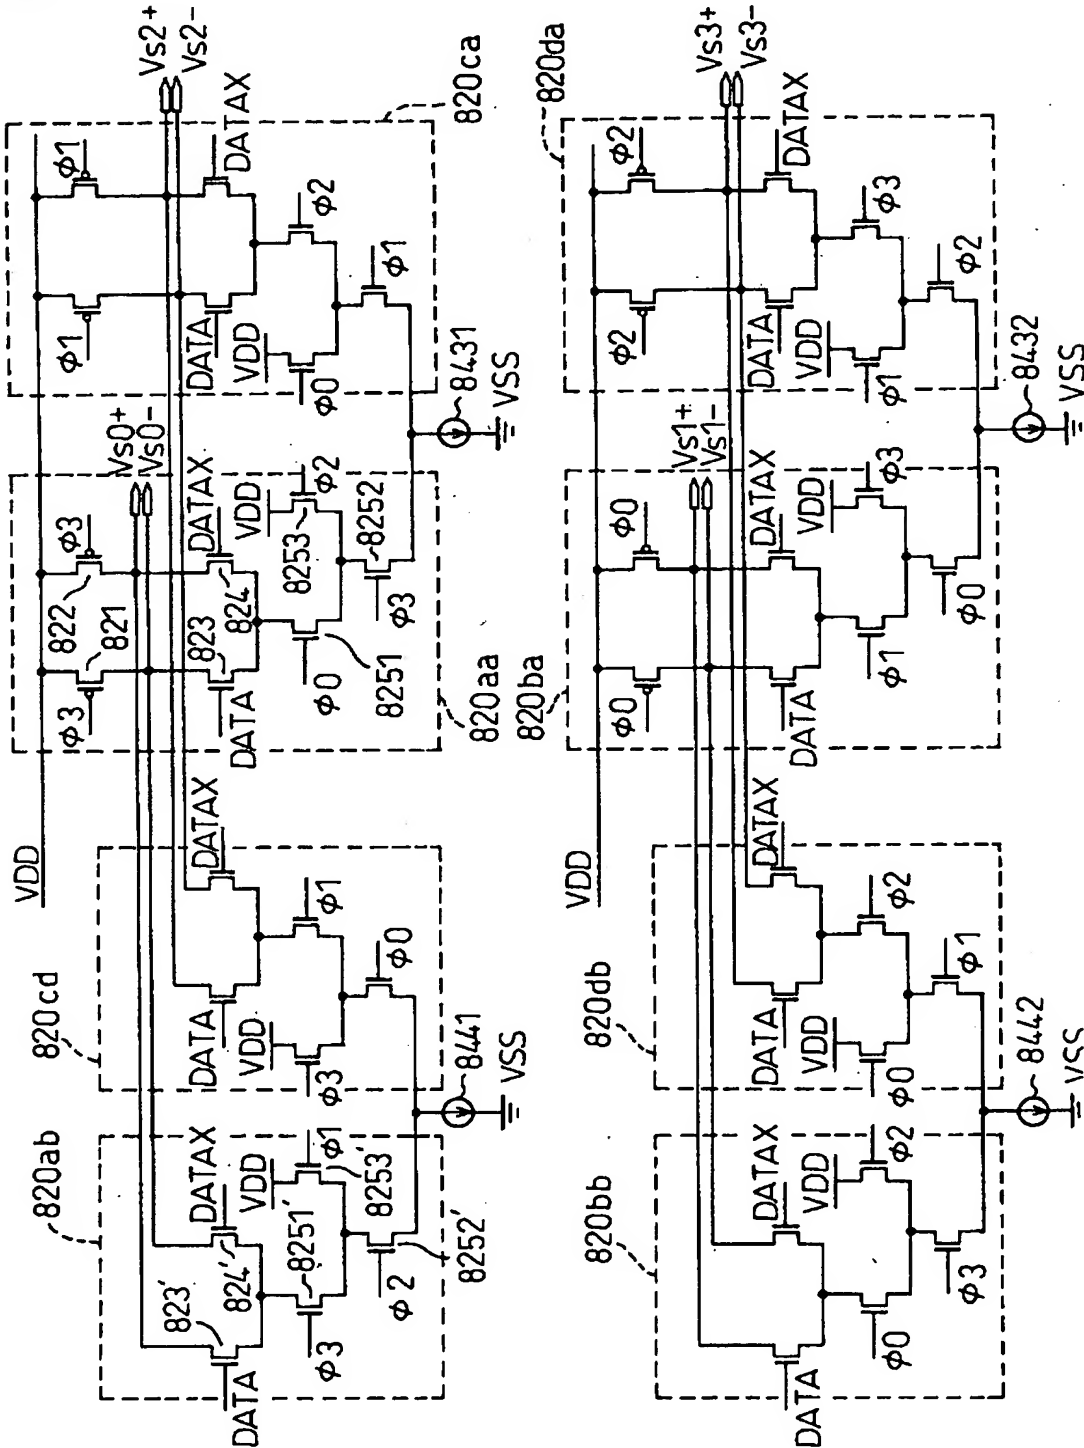 Vs2+
Vs2-
820ca
ϕ1
ϕ1
DATAX
DATA
ϕ2
VDD
ϕ0
ϕ1
8431
VSS
Vs0+
Vs0-
VDD
ϕ3
822
821
ϕ3
DATAX
824
823
DATA
VDD
ϕ2
8253
8252
ϕ0
8251
ϕ3
820aa
820cd
DATAX
DATA
ϕ1
VDD
ϕ3
ϕ0
8441
VSS
820ab
DATAX
823'
824'
DATA
VDD
ϕ1
8253'
8251'
ϕ3
8252'
ϕ2
Vs3+
Vs3-
820da
ϕ2
ϕ2
DATAX
DATA
ϕ3
VDD
ϕ1
ϕ2
8432
VSS
Vs1+
Vs1-
VDD
ϕ0
ϕ0
DATAX
DATA
VDD
ϕ3
ϕ1
ϕ0
820ba
820db
DATAX
DATA
ϕ2
VDD
ϕ0
ϕ1
8442
VSS
820bb
DATAX
DATA
VDD
ϕ2
ϕ0
ϕ3